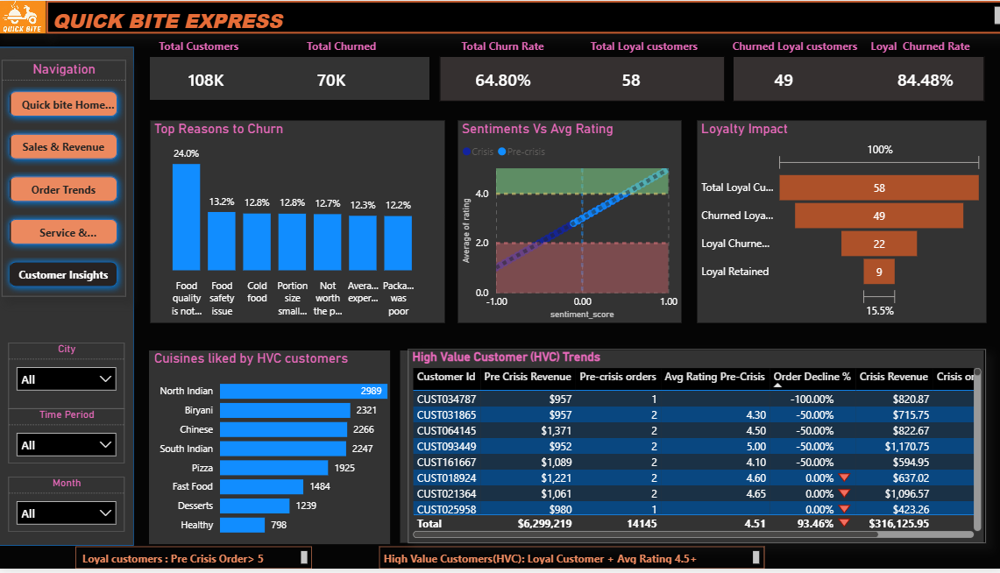 QUICK BITE
QUICK BITE EXPRESS
Navigation
Quick bite Home...
Sales & Revenue
Order Trends
Service &...
Customer Insights
City
All
Time Period
All
Month
All
Total Customers
Total Churned
108K
70K
Total Churn Rate
Total Loyal customers
64.80%
58
Churned Loyal customers
Loyal Churned Rate
49
84.48%
Top Reasons to Churn
24.0%
13.2%
12.8%
12.8%
12.7%
12.3%
12.2%
Food quality is not...
Food safety issue
Cold food
Portion size small...
Not worth the p...
Avera... exper...
Packa... was poor
Sentiments Vs Avg Rating
Crisis
Pre-crisis
Average of rating
4.0
2.0
0.0
-1.00
0.00
1.00
sentiment_score
Loyalty Impact
100%
Total Loyal Cu...
58
Churned Loya...
49
Loyal Churne...
22
Loyal Retained
9
15.5%
Cuisines liked by HVC customers
North Indian 2989
Biryani 2321
Chinese 2266
South Indian 2247
Pizza 1925
Fast Food 1484
Desserts 1239
Healthy 798
High Value Customer (HVC) Trends
Customer Id Pre Crisis Revenue Pre-crisis orders Avg Rating Pre-Crisis Order Decline % Crisis Revenue Crisis or
CUST034787 $957 1 -100.00% $820.87
CUST031865 $957 2 4.30 -50.00% $715.75
CUST064145 $1,371 2 4.50 -50.00% $822.67
CUST093449 $952 2 5.00 -50.00% $1,170.75
CUST161667 $1,089 2 4.10 -50.00% $594.95
CUST018924 $1,221 2 4.60 0.00% $637.02
CUST021364 $1,061 2 4.65 0.00% $1,096.57
CUST025958 $980 1 0.00% $423.26
Total $6,299,219 14145 4.51 93.46% $316,125.95
Loyal customers : Pre Crisis Order> 5
High Value Customers(HVC): Loyal Customer + Avg Rating 4.5+